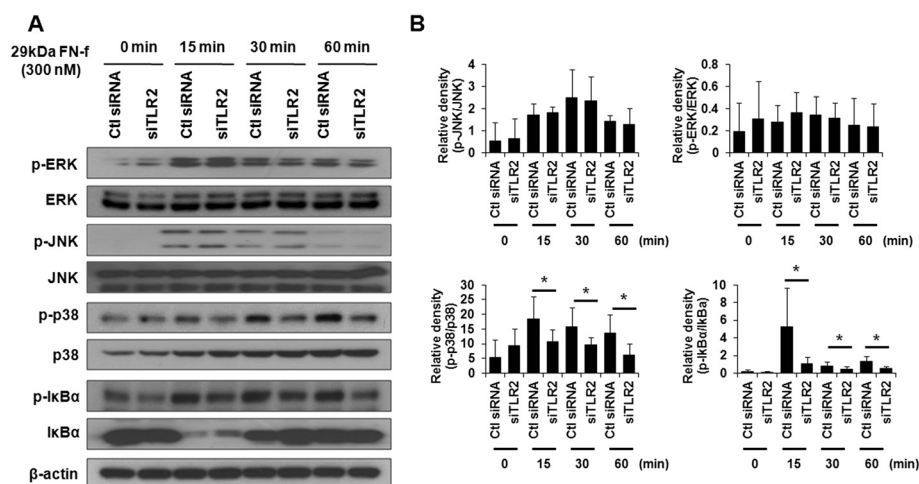 A
29kDa FN-f
(300 nM)
0 min 15 min 30 min 60 min
Ctl siRNA siTLR2 Ctl siRNA siTLR2 Ctl siRNA siTLR2 Ctl siRNA siTLR2
p-ERK
ERK
p-JNK
JNK
p-p38
p38
p-IκBα
IκBα
β-actin
B
Relative density
(p-JNK/JNK)
5
4
3
2
1
0
Ctl siRNA siTLR2 Ctl siRNA siTLR2 Ctl siRNA siTLR2 Ctl siRNA siTLR2
0 15 30 60 (min)
Relative density
(p-ERK/ERK)
0.8
0.6
0.4
0.2
0
Ctl siRNA siTLR2 Ctl siRNA siTLR2 Ctl siRNA siTLR2 Ctl siRNA siTLR2
0 15 30 60 (min)
Relative density
(p-p38/p38)
30
25
20
15
10
5
0
* * *
Ctl siRNA siTLR2 Ctl siRNA siTLR2 Ctl siRNA siTLR2 Ctl siRNA siTLR2
0 15 30 60 (min)
Relative density
(p-IκBα/IκBa)
10
8
6
4
2
0
* * *
Ctl siRNA siTLR2 Ctl siRNA siTLR2 Ctl siRNA siTLR2 Ctl siRNA siTLR2
0 15 30 60 (min)